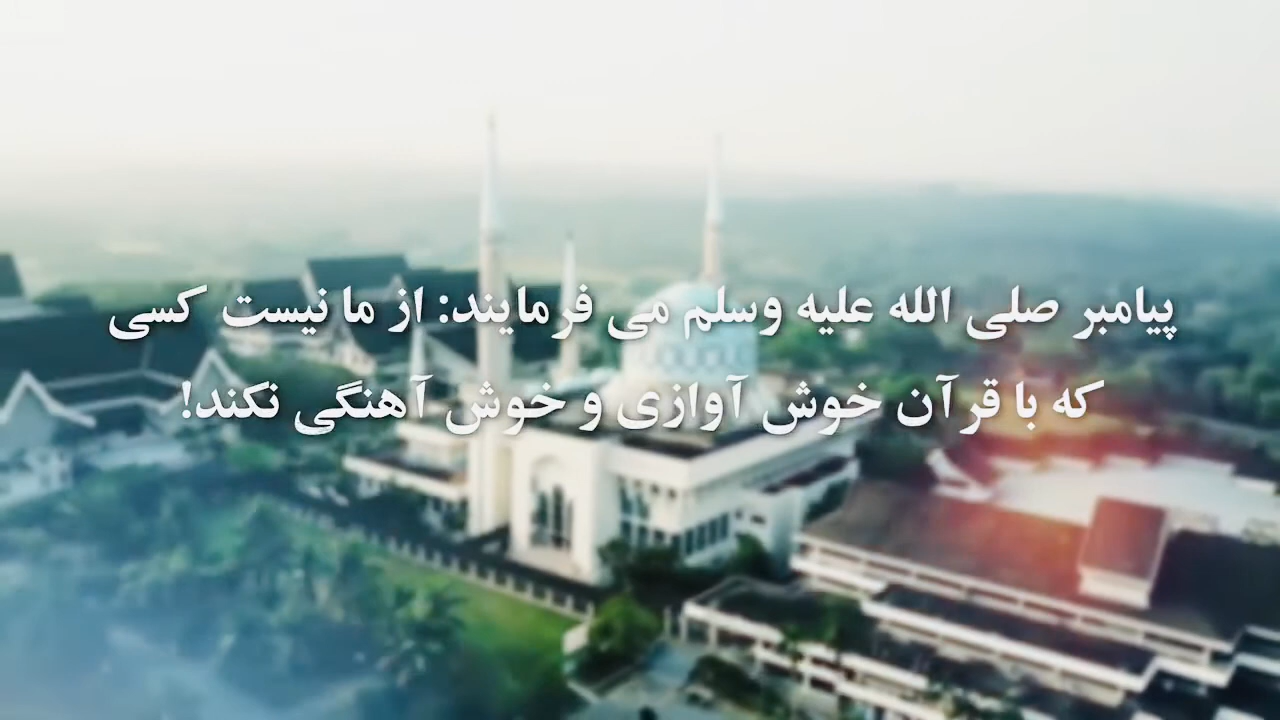 پیامبر صلی الله علیه وسلم می فرمایند: از ما نیست کسی
که با قرآن خوش آوازی و خوش آهنگی نکند!